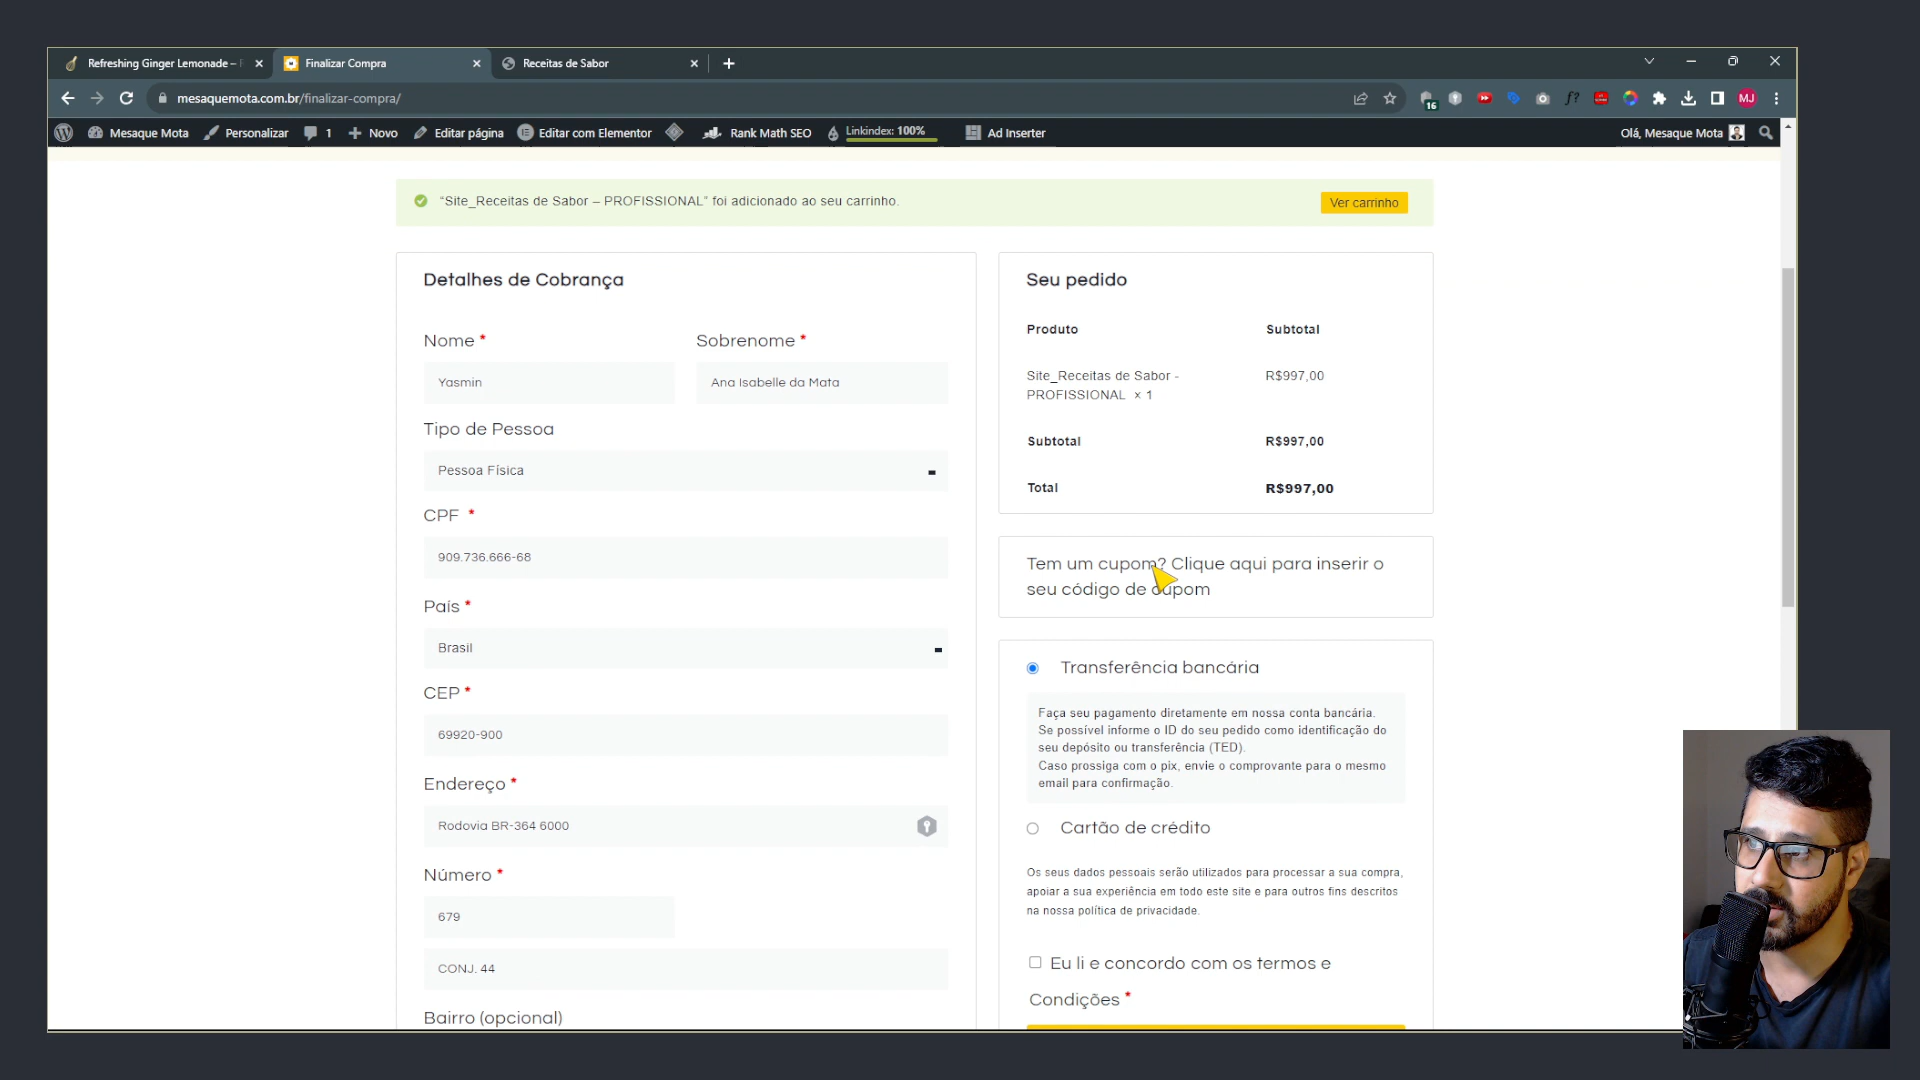 Refreshing Ginger Lemonade –
Finalizar Compra
Receitas de Sabor
mesaquemota.com.br/finalizar-compra/
16
f?
MJ
Mesaque Mota
Personalizar
1
Novo
Editar página
Editar com Elementor
Rank Math SEO
Linkindex: 100%
Ad Inserter
Olá, Mesaque Mota
“Site_Receitas de Sabor – PROFISSIONAL” foi adicionado ao seu carrinho.
Ver carrinho
Detalhes de Cobrança
Nome *
Sobrenome *
Yasmin
Ana Isabelle da Mata
Tipo de Pessoa
Pessoa Física
CPF *
909.736.666-68
País *
Brasil
CEP *
69920-900
Endereço *
Rodovia BR-364 6000
Número *
679
CONJ. 44
Bairro (opcional)
Seu pedido
Produto
Subtotal
Site_Receitas de Sabor -
PROFISSIONAL × 1
R$997,00
Subtotal
R$997,00
Total
R$997,00
Tem um cupom? Clique aqui para inserir o
seu código de cupom
Transferência bancária
Faça seu pagamento diretamente em nossa conta bancária.
Se possível informe o ID do seu pedido como identificação do
seu depósito ou transferência (TED).
Caso prossiga com o pix, envie o comprovante para o mesmo
email para confirmação.
Cartão de crédito
Os seus dados pessoais serão utilizados para processar a sua compra,
apoiar a sua experiência em todo este site e para outros fins descritos
na nossa política de privacidade.
Eu li e concordo com os termos e
Condições *